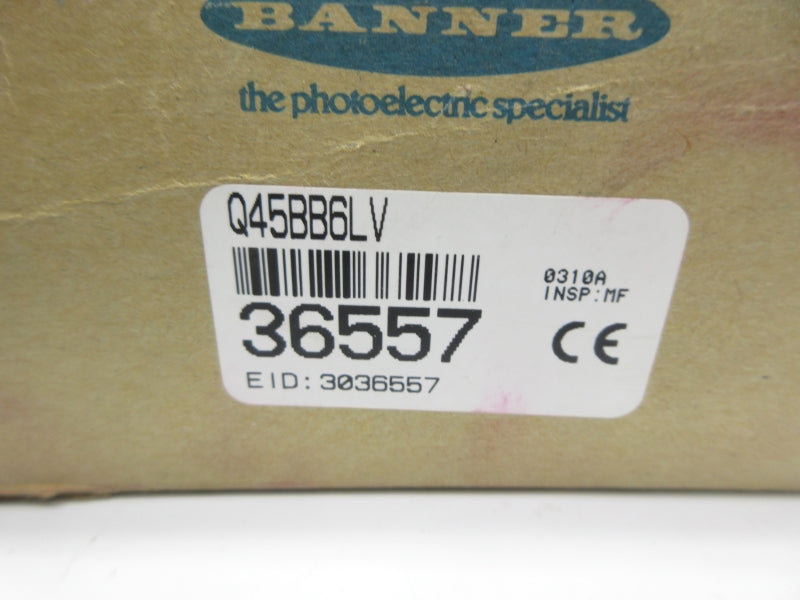 BANNER
the photoelectric specialist
Q45BB6LV
0310A
INSP:MF
36557
CE
EID:3036557